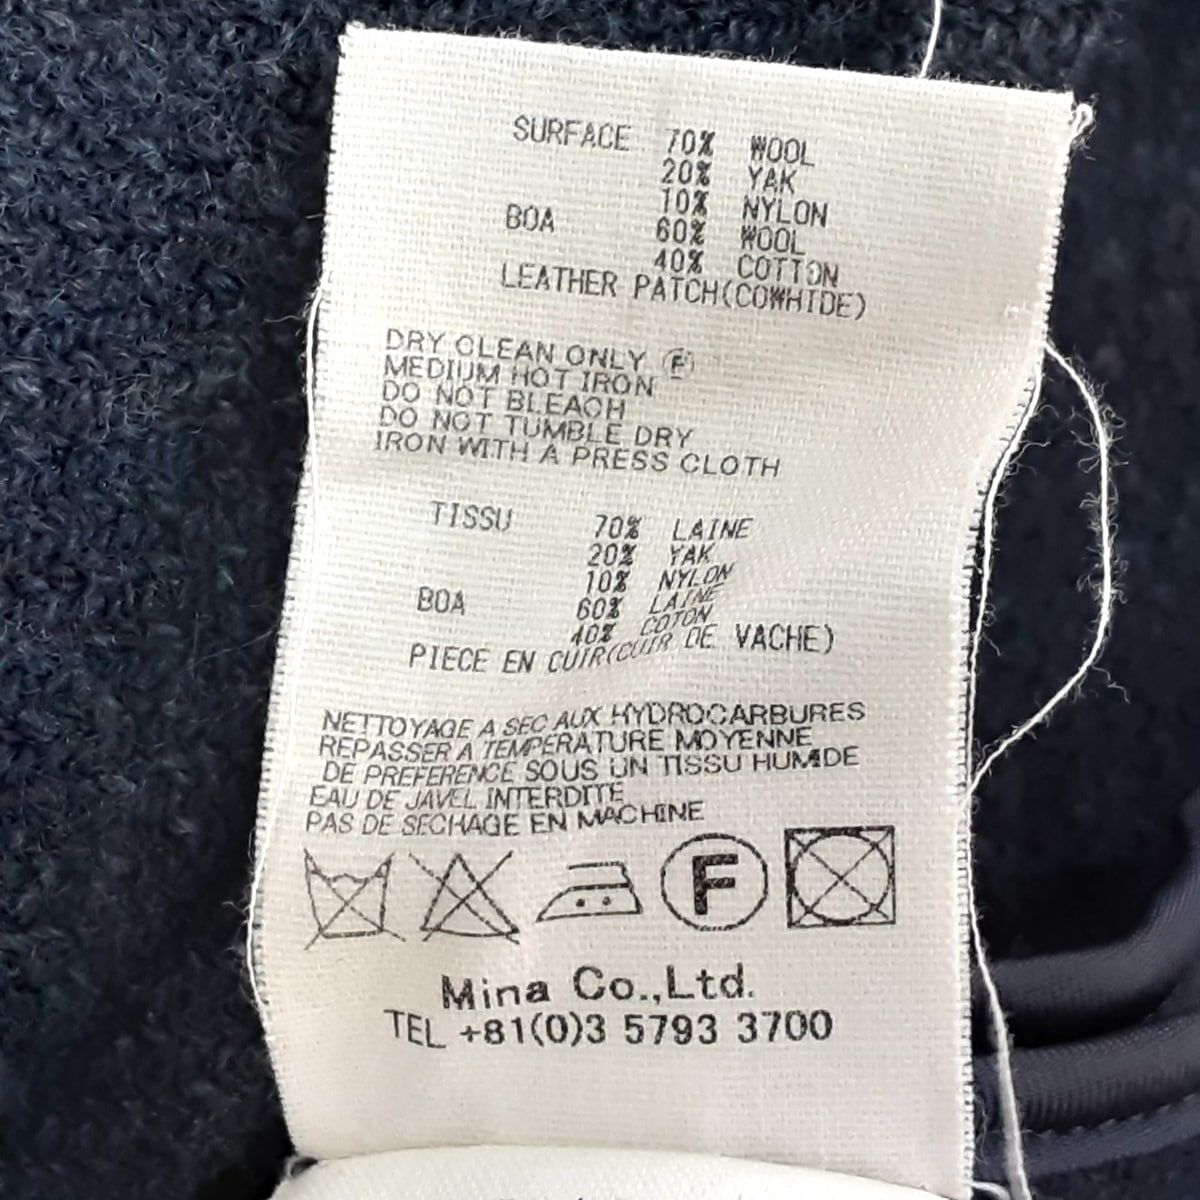 SURFACE 70% WOOL
20% YAK
10% NYLON
BOA 60% WOOL
40% COTTON
LEATHER PATCH(COWHIDE)
DRY CLEAN ONLY Ⓕ
MEDIUM HOT IRON
DO NOT BLEACH
DO NOT TUMBLE DRY
IRON WITH A PRESS CLOTH
TISSU 70% LAINE
20% YAK
10% NYLON
BOA 60% LAINE
40% COTON
PIECE EN CUIR(CUIR DE VACHE)
NETTOYAGE A SEC AUX HYDROCARBURES
REPASSER A TEMPERATURE MOYENNE
DE PREFERENCE SOUS UN TISSU HUMIDE
EAU DE JAVEL INTERDITE
PAS DE SECHAGE EN MACHINE
F
Mina Co.,Ltd.
TEL +81(0)3 5793 3700